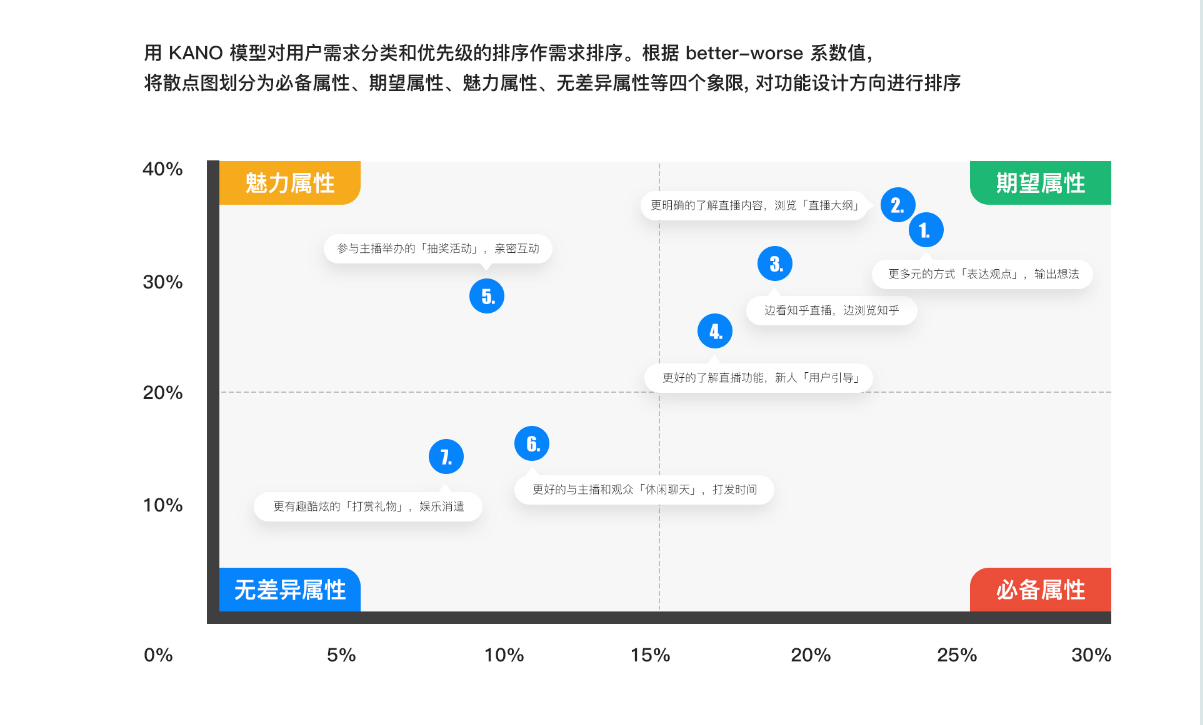 用 KANO 模型对用户需求分类和优先级的排序作需求排序。根据 better-worse 系数值，
将散点图划分为必备属性、期望属性、魅力属性、无差异属性等四个象限, 对功能设计方向进行排序
40%
魅力属性
期望属性
更明确的了解直播内容，浏览「直播大纲」
2.
1.
参与主播举办的「抽奖活动」，亲密互动
3.
更多元的方式「表达观点」，输出想法
30%
5.
边看知乎直播，边浏览知乎
4.
更好的了解直播功能，新人「用户引导」
20%
7.
6.
更好的与主播和观众「休闲聊天」，打发时间
更有趣酷炫的「打赏礼物」，娱乐消遣
10%
无差异属性
必备属性
0%
5%
10%
15%
20%
25%
30%